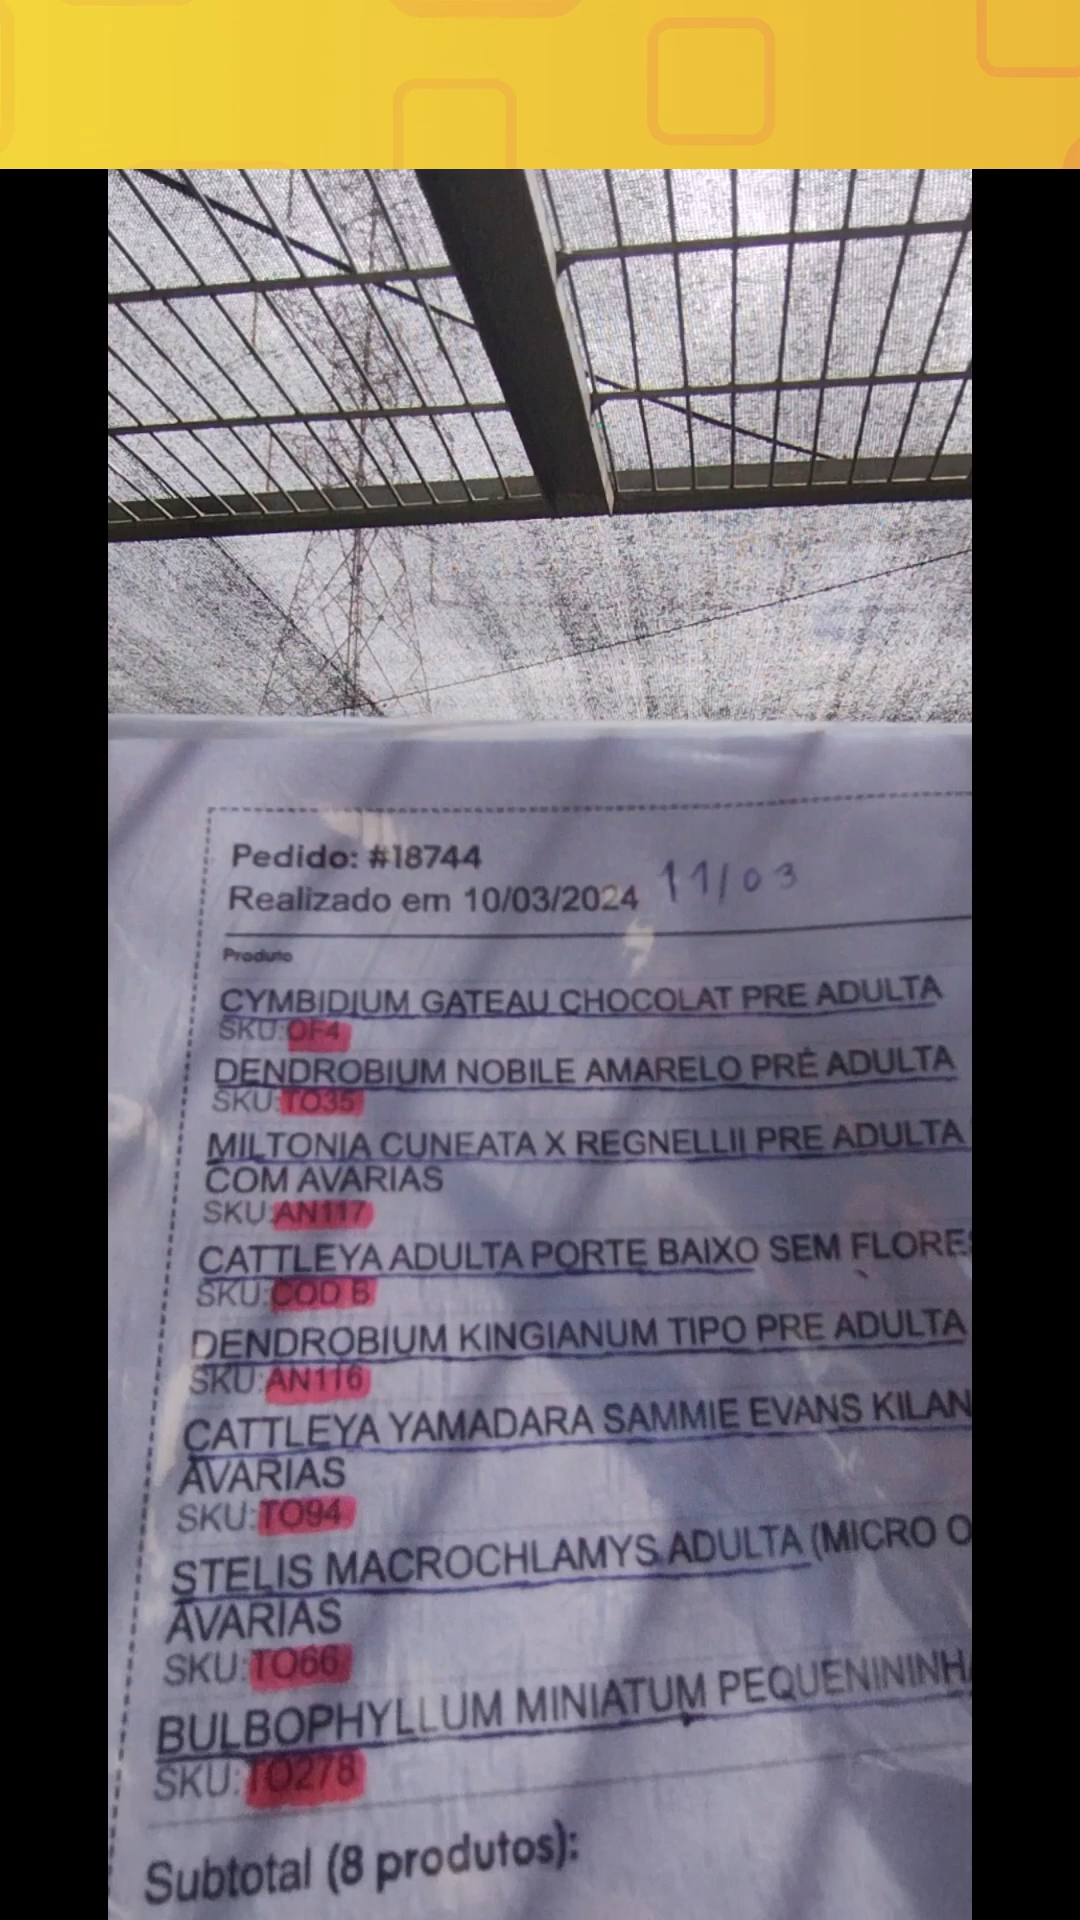 Pedido: #18744
Realizado em 10/03/2024 11/03
Produto
CYMBIDIUM GATEAU CHOCOLAT PRE ADULTA
SKU:OF4
DENDROBIUM NOBILE AMARELO PRÉ ADULTA
SKU:TO35
MILTONIA CUNEATA X REGNELLII PRE ADULTA
COM AVARIAS
SKU:AN117
CATTLEYA ADULTA PORTE BAIXO SEM FLORES
SKU:COD B
DENDROBIUM KINGIANUM TIPO PRE ADULTA
SKU:AN116
CATTLEYA YAMADARA SAMMIE EVANS KILAN
AVARIAS
SKU:TO94
STELIS MACROCHLAMYS ADULTA (MICRO O
AVARIAS
SKU:TO66
BULBOPHYLLUM MINIATUM PEQUENININH
SKU:TO278
Subtotal (8 produtos):